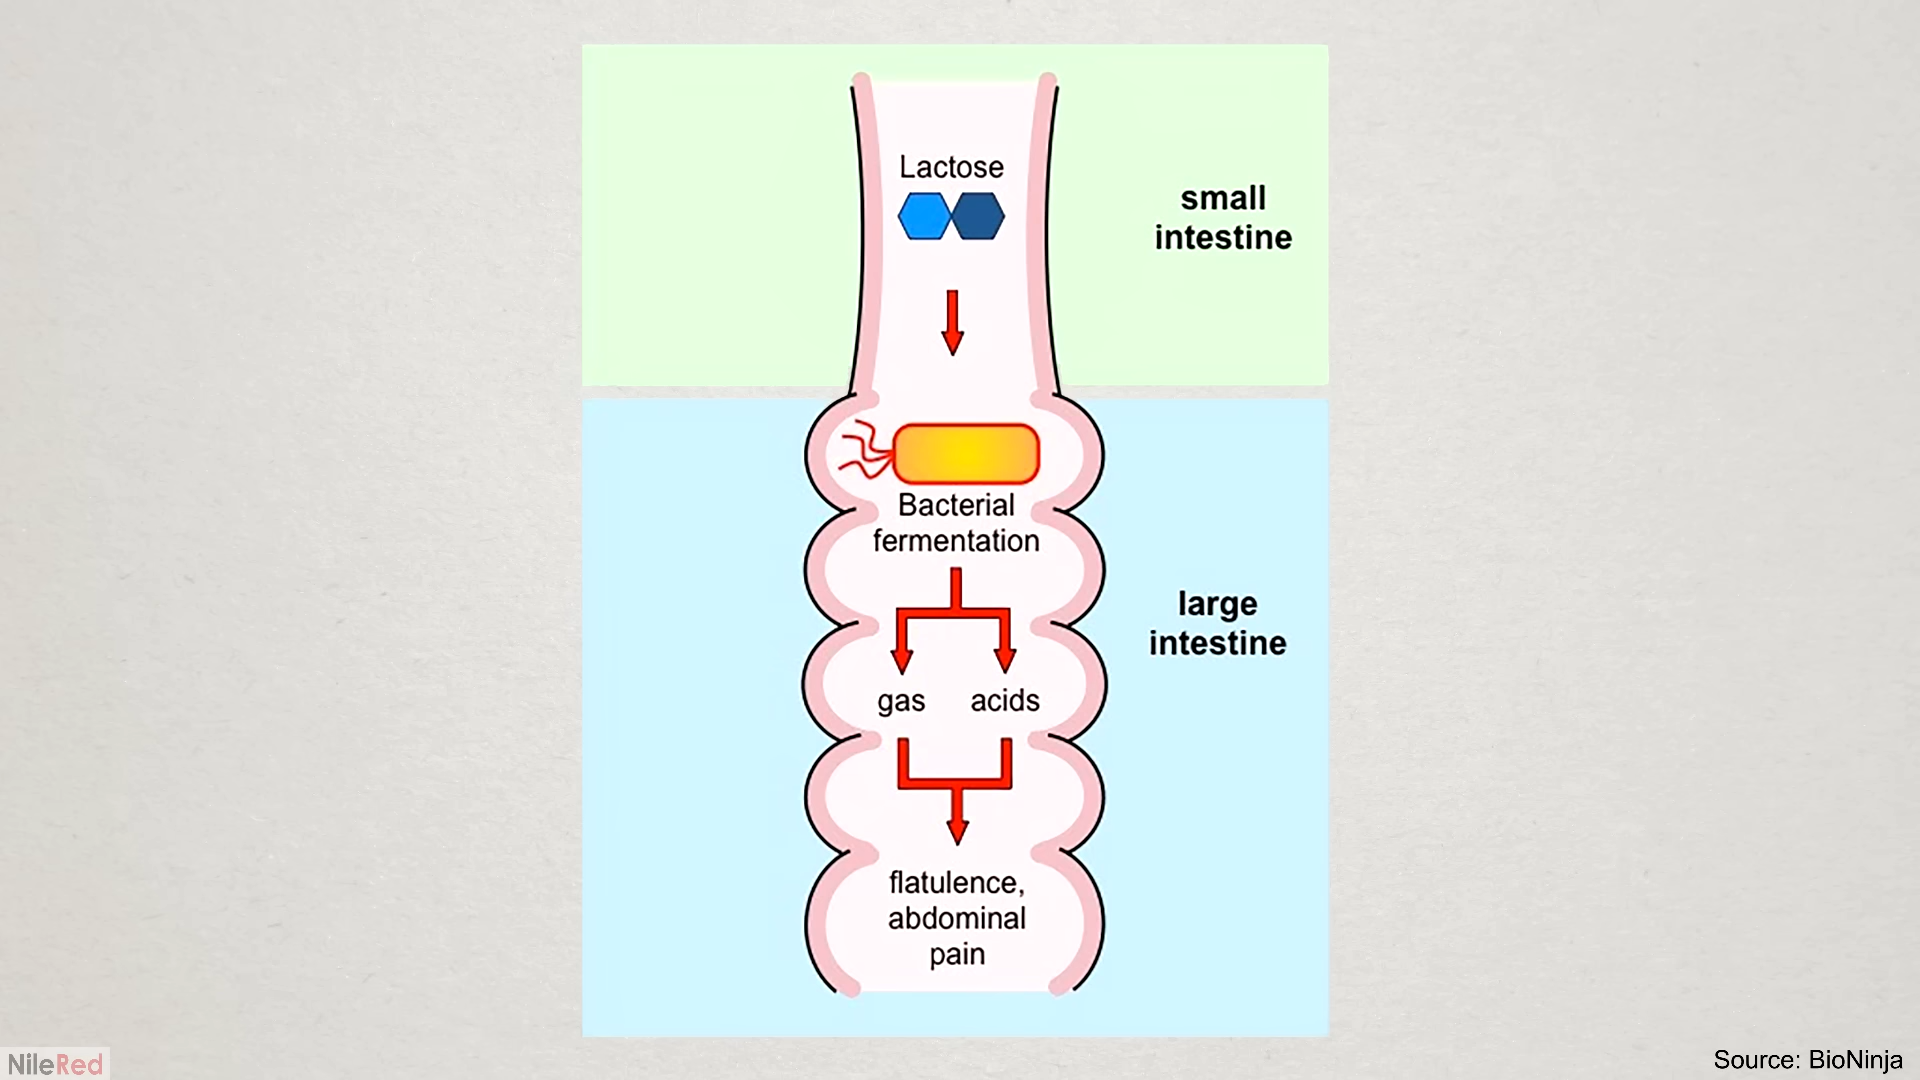 Lactose
small
intestine
Bacterial
fermentation
large
intestine
gas acids
flatulence,
abdominal
pain
NileRed
Source: BioNinja